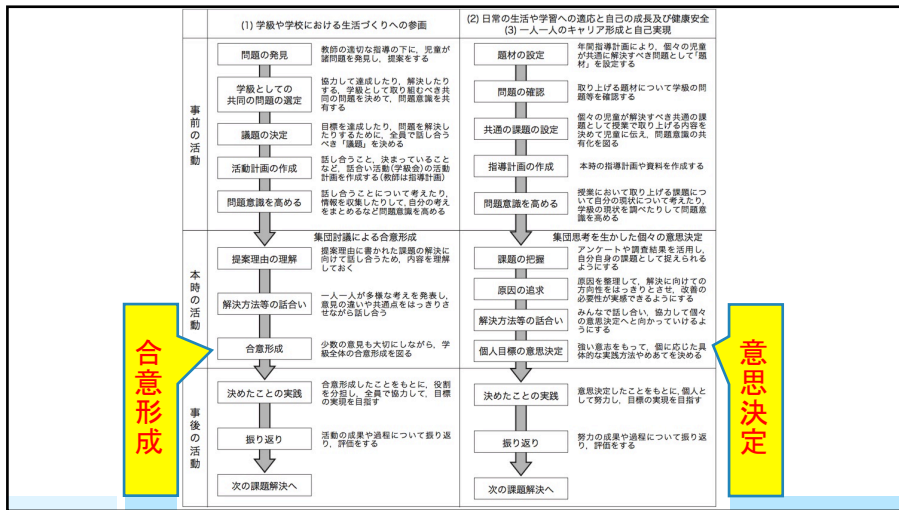 (1) 学級や学校における生活づくりへの参画
(2) 日常の生活や学習への適応と自己の成長及び健康安全
(3) 一人一人のキャリア形成と自己実現
事前の活動
問題の発見
教師の適切な指導の下に，児童が
諸問題を発見し，提案をする
学級としての
共同の問題の選定
協力して達成したり，解決したり
する，学級として取り組むべき共
同の問題を決めて，問題意識を共
有する
議題の決定
目標を達成したり，問題を解決し
たりするために，全員で話し合う
べき「議題」を決める
活動計画の作成
話し合うこと，決まっていること
など，話合い活動(学級会)の活動
計画を作成する(教師は指導計画)
問題意識を高める
話し合うことについて考えたり，
情報を収集したりして，自分の考え
をまとめるなど問題意識を高める
題材の設定
年間指導計画により，個々の児童
が共通に解決すべき問題として「題
材」を設定する
問題の確認
取り上げる題材について学級の問
題等を確認する
共通の課題の設定
個々の児童が解決すべき共通の課
題として授業で取り上げる内容を
決めて児童に伝え，問題意識の共
有化を図る
指導計画の作成
本時の指導計画や資料を作成する
問題意識を高める
授業において取り上げる課題につ
いて自分の現状について考えたり，
学級の現状を調べたりして問題意
識を高める
本時の活動
集団討議による合意形成
提案理由の理解
提案理由に書かれた課題の解決に
向けて話し合うため，内容を理解
しておく
解決方法等の話合い
一人一人が多様な考えを発表し，
意見の違いや共通点をはっきりさ
せながら話し合う
合意形成
少数の意見も大切にしながら，学
級全体の合意形成を図る
集団思考を生かした個々の意思決定
課題の把握
アンケートや調査結果を活用し，
自分自身の課題として捉えられる
ようにする
原因の追求
原因を整理して，解決に向けての
方向性をはっきりとさせ，改善の
必要性が実感できるようにする
解決方法等の話合い
みんなで話し合い，協力して個々
の意思決定へと向かっていけるよ
うにする
個人目標の意思決定
強い意志をもって，個に応じた具
体的な実践方法やめあてを決める
事後の活動
決めたことの実践
合意形成したことをもとに，役割
を分担し，全員で協力して，目標
の実現を目指す
振り返り
活動の成果や過程について振り返
り，評価をする
次の課題解決へ
決めたことの実践
意思決定したことをもとに，個人と
して努力し，目標の実現を目指す
振り返り
努力の成果や過程について振り返
り，評価をする
次の課題解決へ
合意形成
意思決定